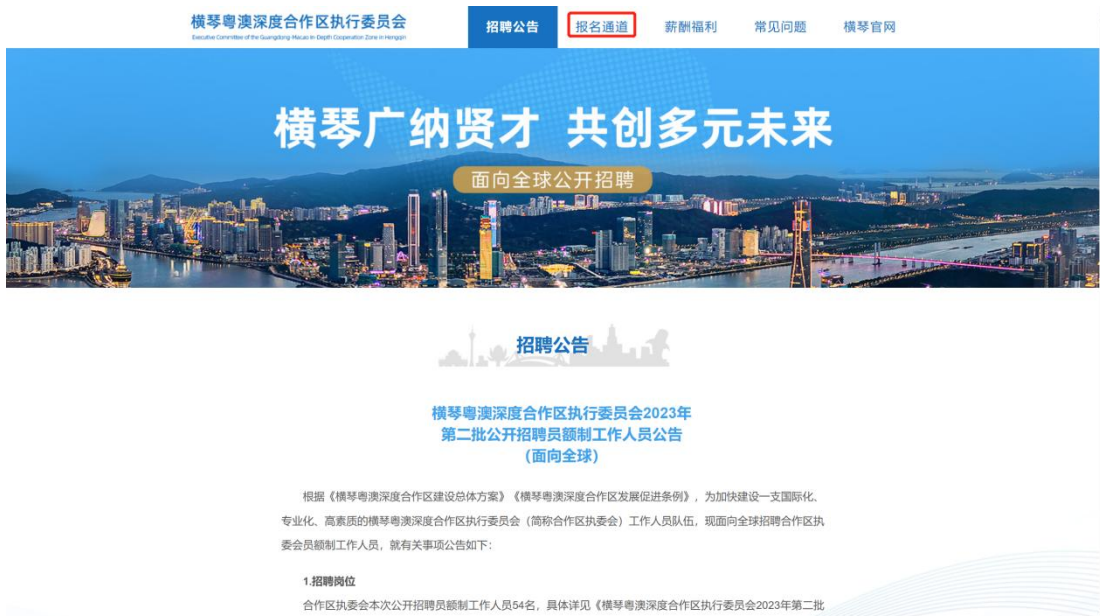 横琴粤澳深度合作区执行委员会
Executive Committee of the Guangdong-Macao In-Depth Cooperation Zone in Hengqin
招聘公告 报名通道 薪酬福利 常见问题 横琴官网
横琴广纳贤才 共创多元未来
面向全球公开招聘
招聘公告
横琴粤澳深度合作区执行委员会2023年
第二批公开招聘员额制工作人员公告
（面向全球）
根据《横琴粤澳深度合作区建设总体方案》《横琴粤澳深度合作区发展促进条例》，为加快建设一支国际化、
专业化、高素质的横琴粤澳深度合作区执行委员会（简称合作区执委会）工作人员队伍，现面向全球招聘合作区执
委会员额制工作人员，就有关事项公告如下：
1.招聘岗位
合作区执委会本次公开招聘员额制工作人员54名，具体详见《横琴粤澳深度合作区执行委员会2023年第二批